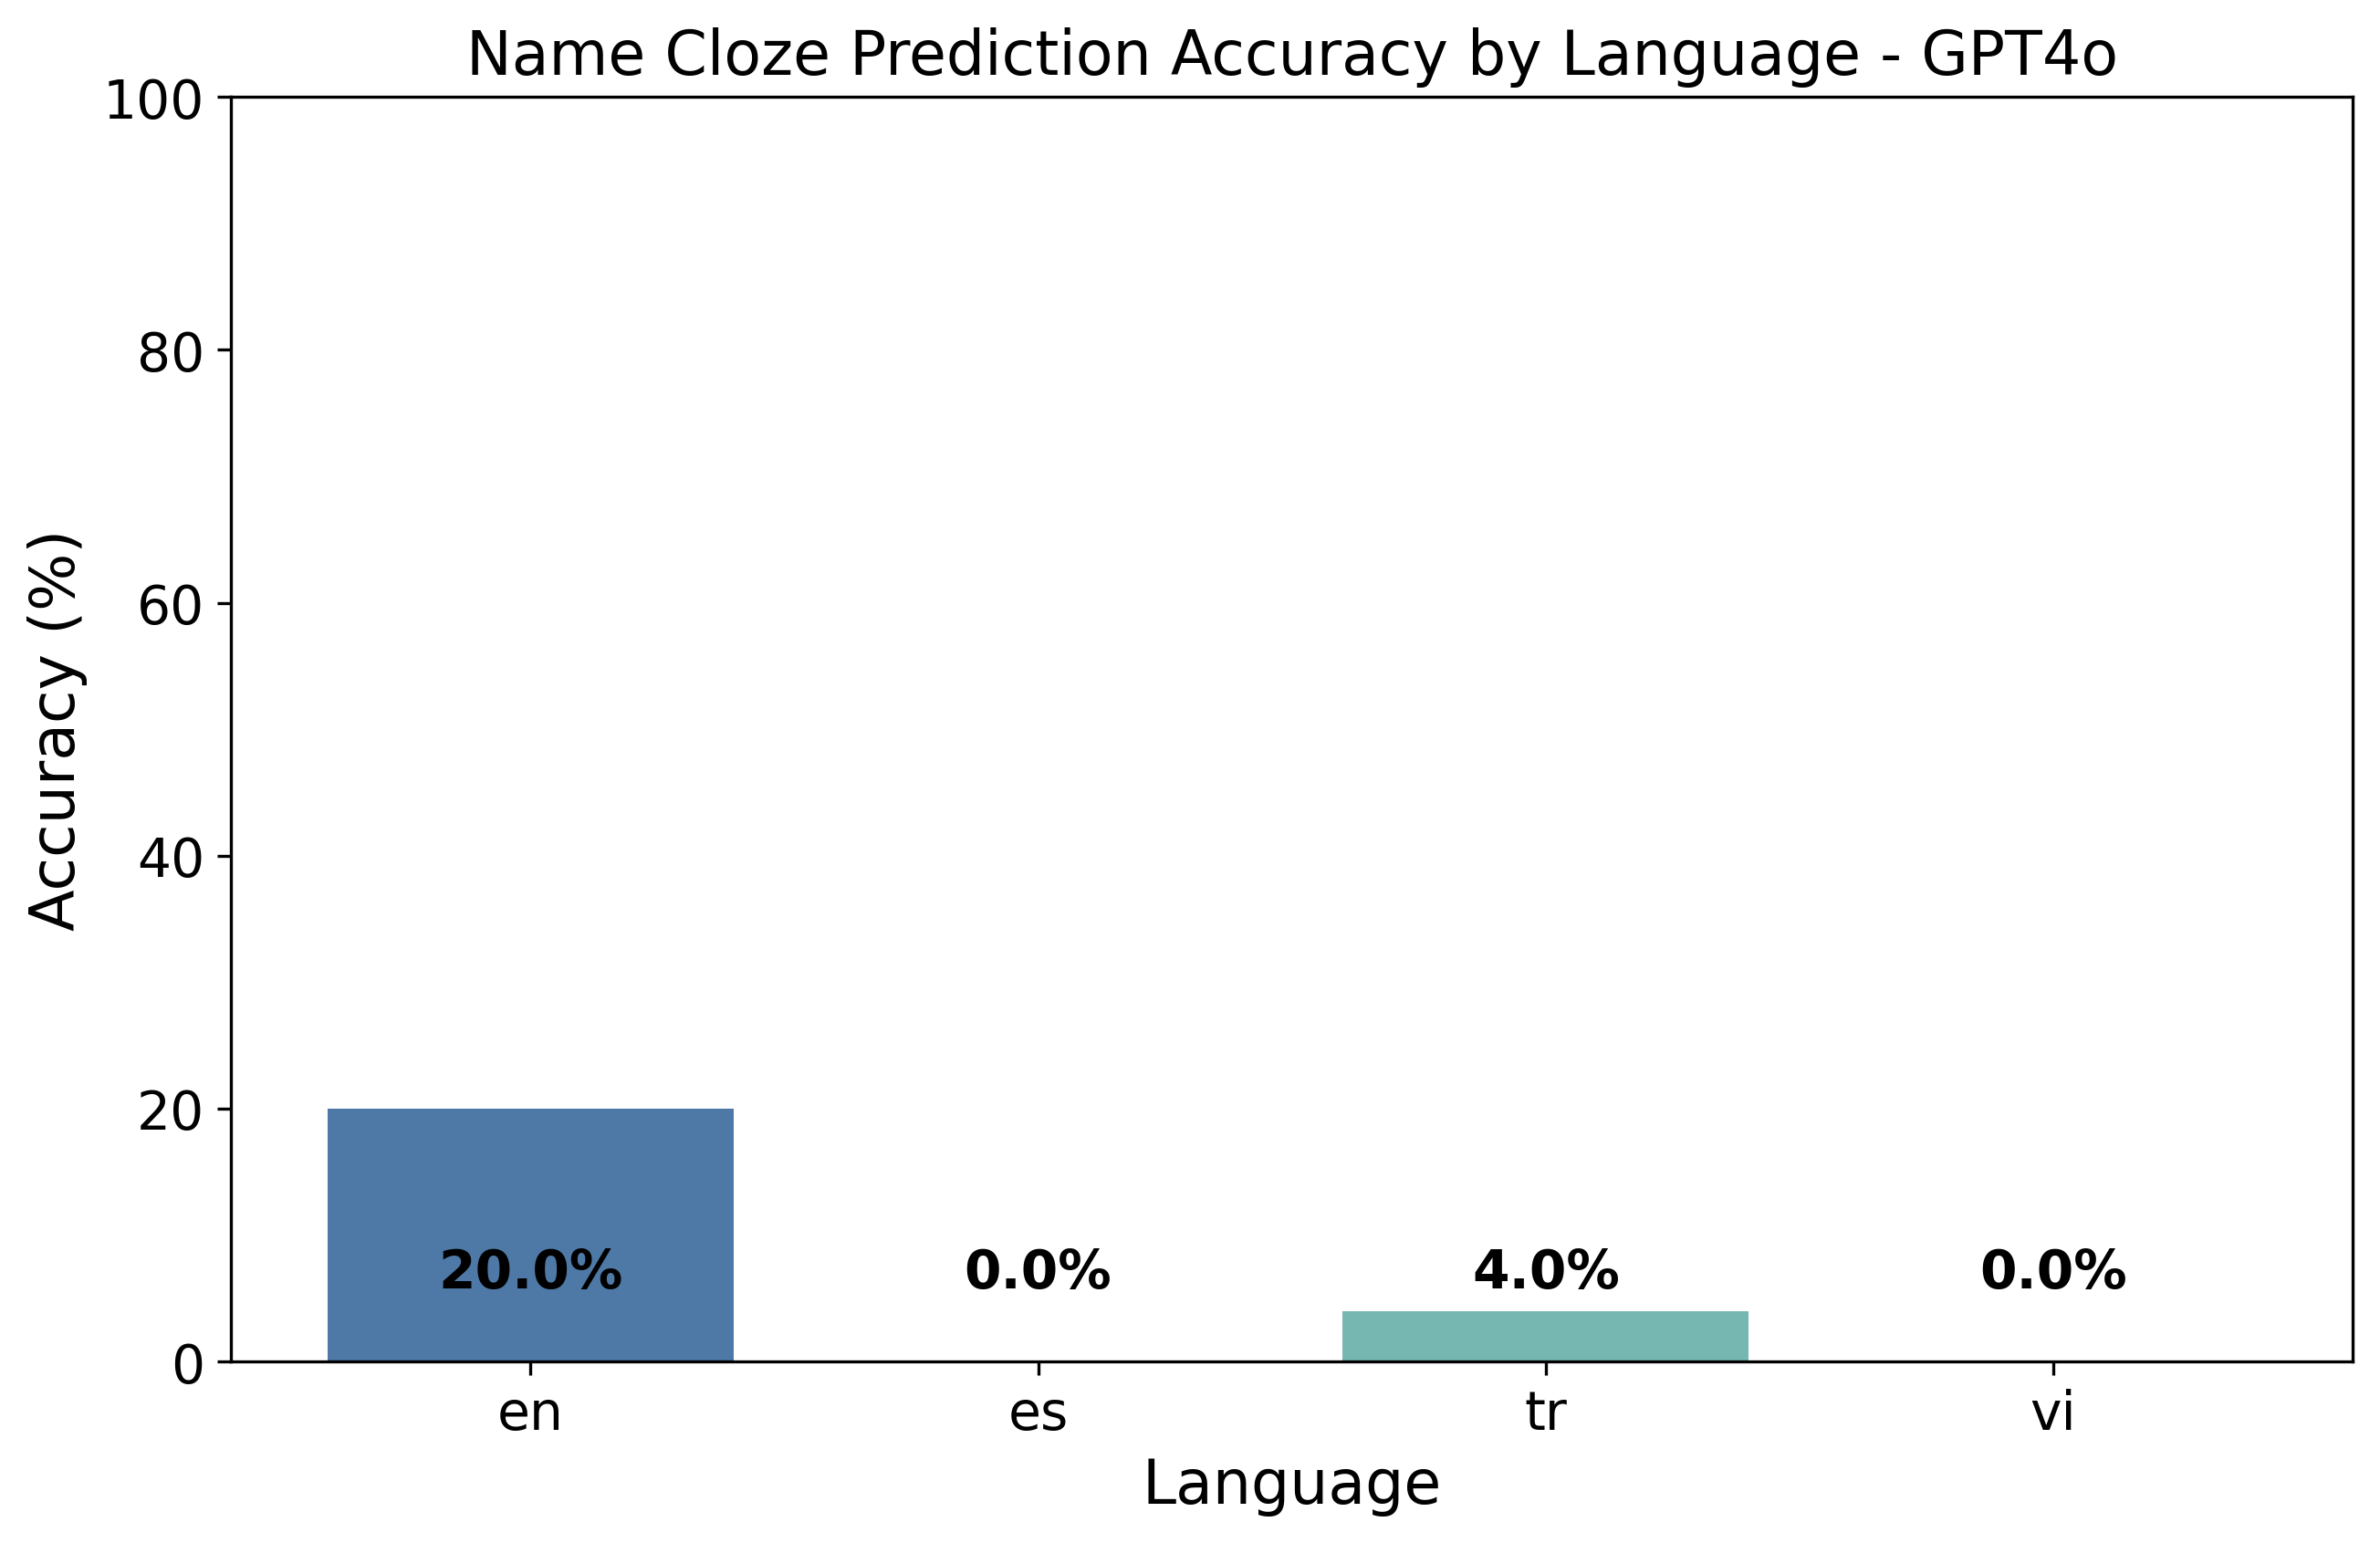 Name Cloze Prediction Accuracy by Language - GPT4o
Accuracy (%)
100
80
60
40
20
0
20.0%
0.0%
4.0%
0.0%
en
es
tr
vi
Language